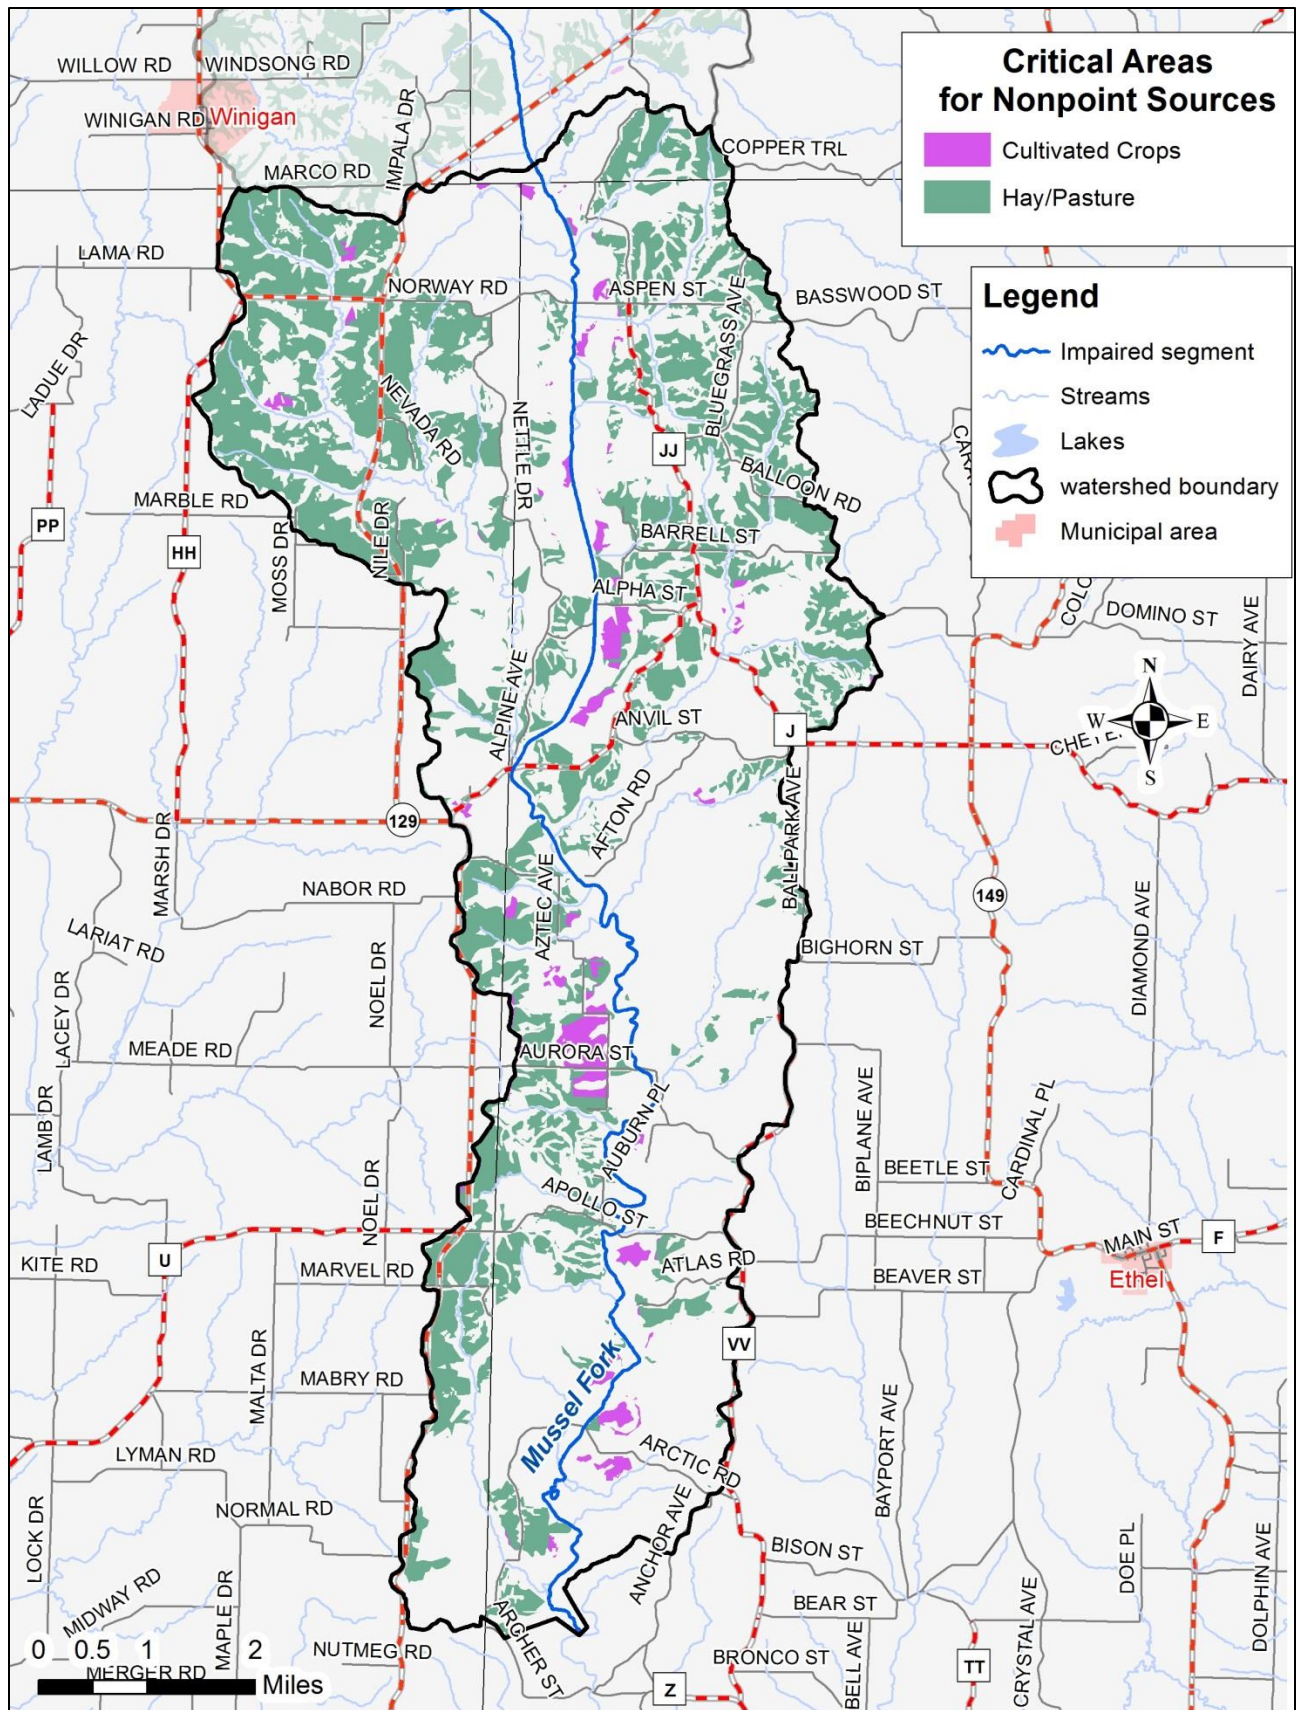 WILLOW RD
WINDSONG RD
Critical Areas
for Nonpoint Sources
Cultivated Crops
Hay/Pasture
WINIGAN RD
Winigan
IMPALA DR
COPPER TRL
MARCO RD
LAMA RD
NORWAY RD
ASPEN ST
BASSWOOD ST
Legend
Impaired segment
Streams
Lakes
watershed boundary
Municipal area
LADUE DR
NEVADA RD
NETTLE DR
BLUEGRASS AVE
JJ
BALLOON RD
MARBLE RD
PP
HH
MOSS DR
NILE DR
BARRELL ST
ALPHA ST
DOMINO ST
DAIRY AVE
N
W
E
S
ALPINE AVE
ANVIL ST
J
AFTON RD
BALLPARK AVE
129
MARSH DR
NABOR RD
AZTEC AVE
149
DIAMOND AVE
LARIAT RD
BIGHORN ST
LACEY DR
NOEL DR
MEADE RD
AURORA ST
LAMB DR
AUBURN PL
BIPLANE AVE
CARDINAL PL
BEETLE ST
NOEL DR
APOLLO ST
BEECHNUT ST
MAIN ST
F
U
KITE RD
MARVEL RD
ATLAS RD
BEAVER ST
Ethel
MALTA DR
VV
MABRY RD
Mussel Fork
BAYPORT AVE
LYMAN RD
ARCTIC RD
LOCK DR
NORMAL RD
ANCHOR AVE
BISON ST
DOE PL
DOLPHIN AVE
MIDWAY RD
MAPLE DR
ARCHER ST
BEAR ST
BELL AVE
CRYSTAL AVE
0 0.5 1 2
Miles
NUTMEG RD
MERGER RD
BRONCO ST
TT
Z